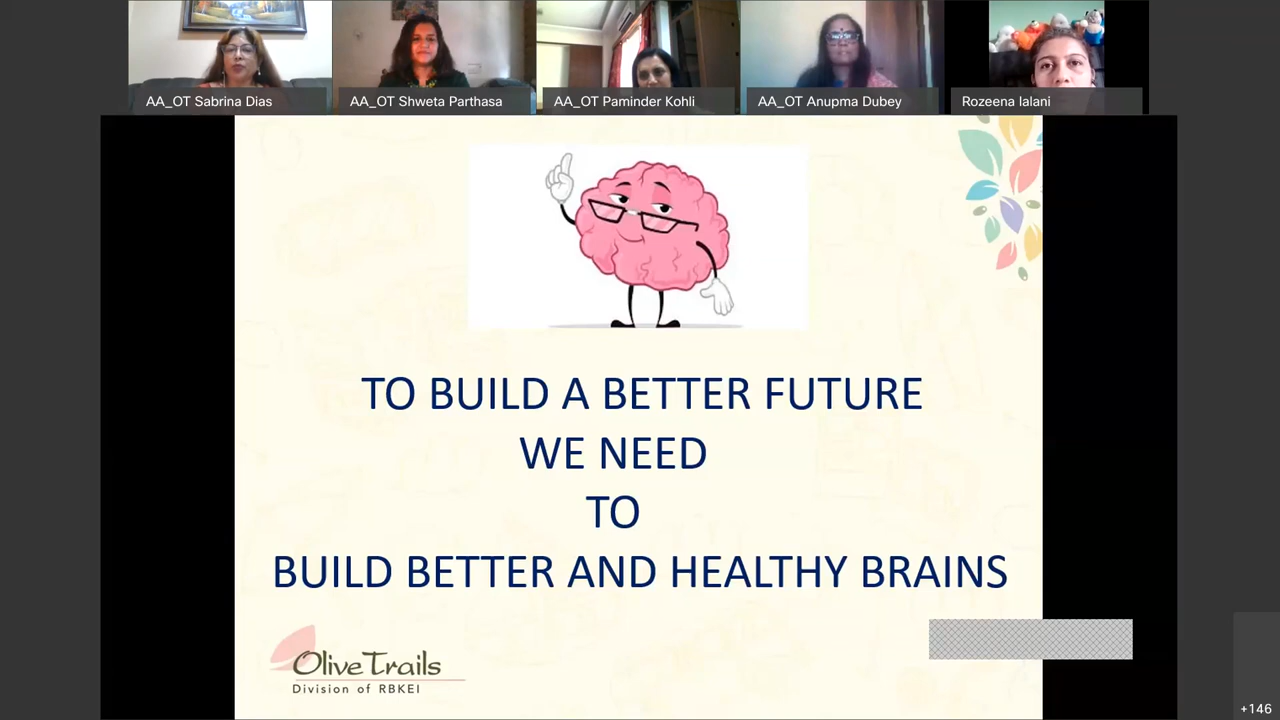 AA_OT Sabrina Dias
AA_OT Shweta Parthasa
AA_OT Paminder Kohli
AA_OT Anupma Dubey
Rozeena lalani
TO BUILD A BETTER FUTURE
WE NEED
TO
BUILD BETTER AND HEALTHY BRAINS
Olive Trails
Division of RBKEI
+146